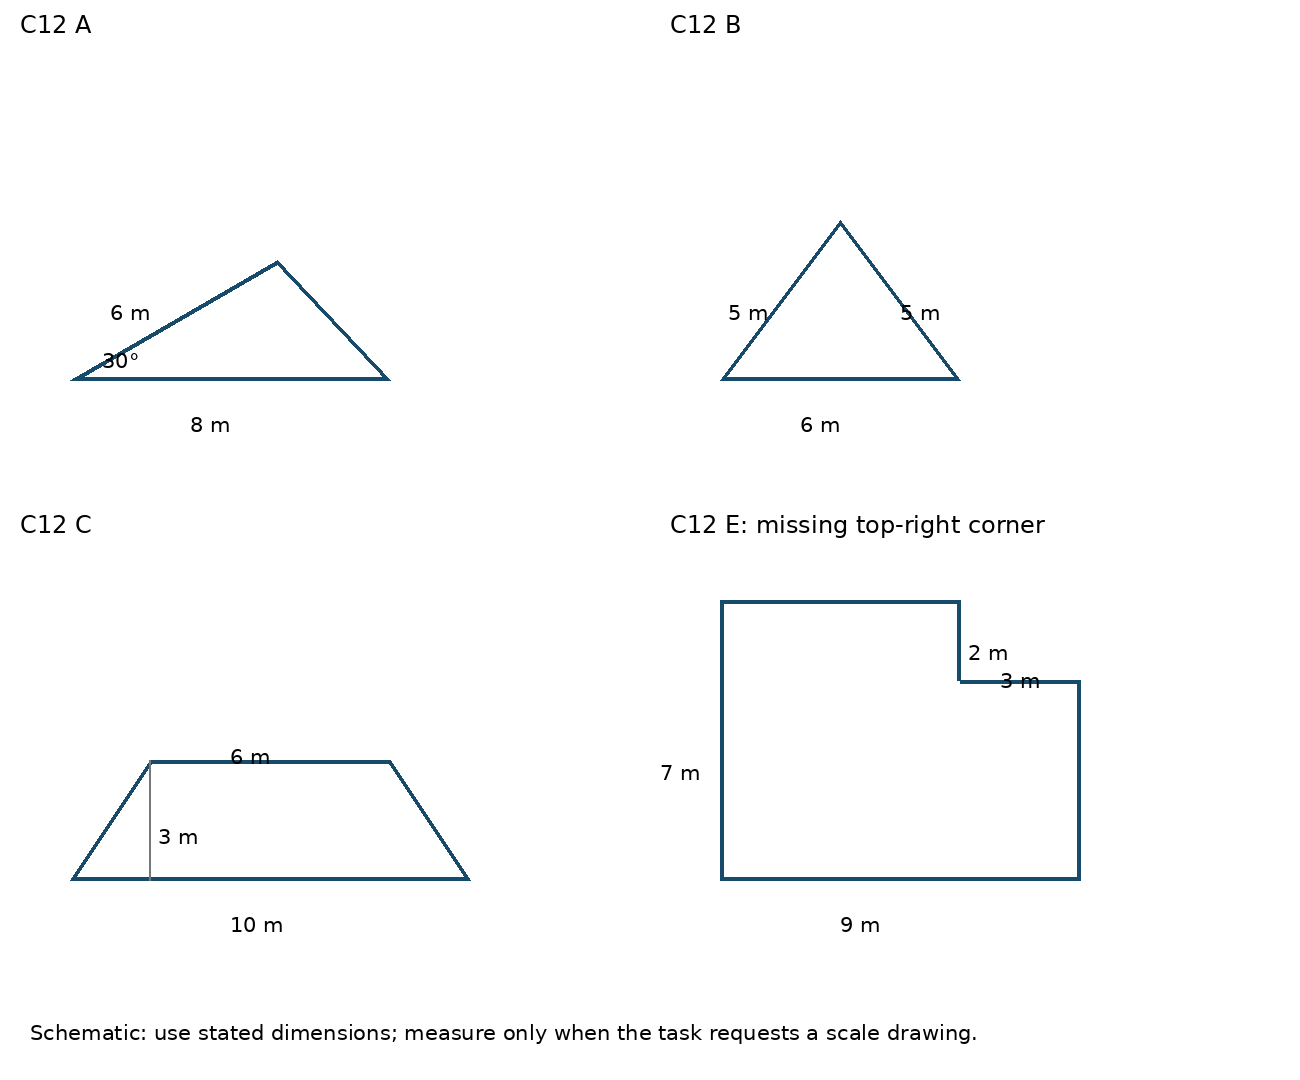 C12 A
6 m
30°
8 m
C12 B
5 m
5 m
6 m
C12 C
6 m
3 m
10 m
C12 E: missing top-right corner
2 m
3 m
7 m
9 m
Schematic: use stated dimensions; measure only when the task requests a scale drawing.